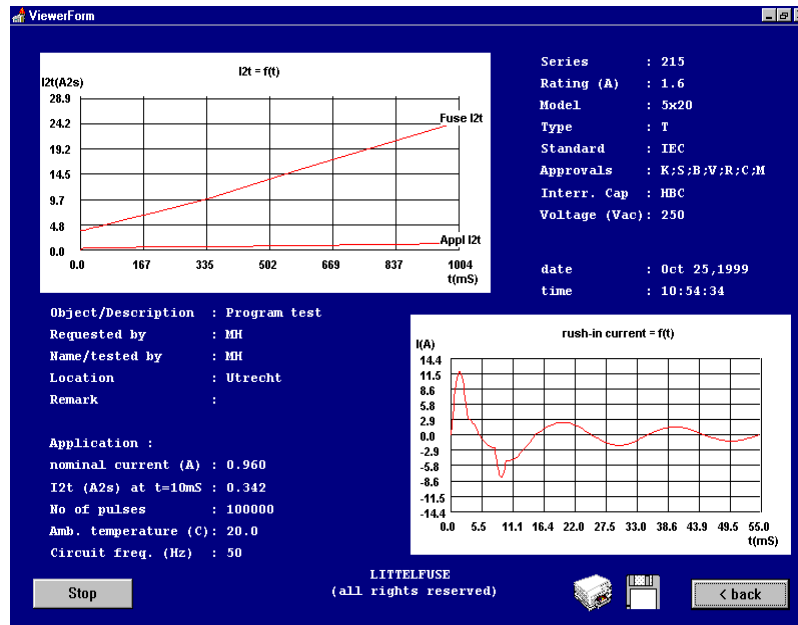 ViewerForm
I2t = f(t)
I2t(A2s)
28.9
24.2
19.2
14.5
9.7
4.8
0.0
Fuse I2t
Appl I2t
0.0 167 335 502 669 837 1004
t(mS)
Series : 215
Rating (A) : 1.6
Model : 5x20
Type : T
Standard : IEC
Approvals : K;S;B;V;R;C;M
Interr. Cap : HBC
Voltage (Vac): 250
date : Oct 25,1999
time : 10:54:34
Object/Description : Program test
Requested by : MH
Name/tested by : MH
Location : Utrecht
Remark :
Application :
nominal current (A) : 0.960
I2t (A2s) at t=10mS : 0.342
No of pulses : 100000
Amb. temperature (C): 20.0
Circuit freq. (Hz) : 50
rush-in current = f(t)
I(A)
14.4
11.5
8.6
5.8
2.9
0.0
-2.9
-5.8
-8.6
-11.5
-14.4
0.0 5.5 11.1 16.4 22.0 27.5 33.0 38.6 43.9 49.5 55.0
t(mS)
Stop
LITTELFUSE
(all rights reserved)
< back